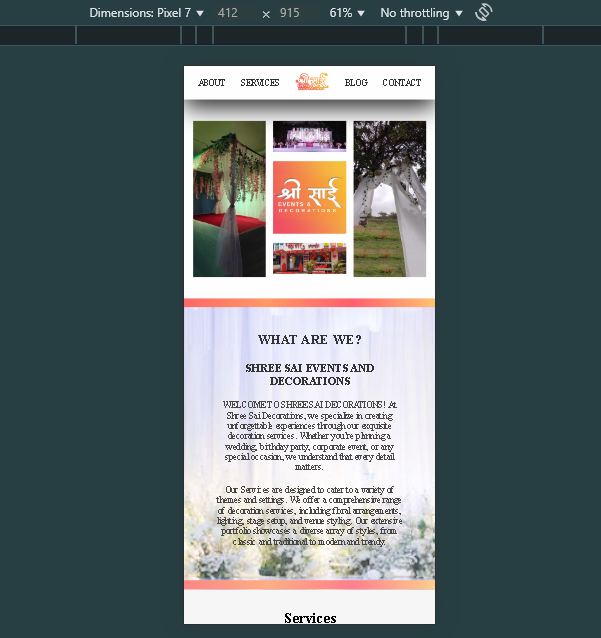 Dimensions: Pixel 7 412 × 915 61% No throttling
ABOUT SERVICES BLOG CONTACT
श्री साई
EVENTS &
DECORATIONS
WHAT ARE WE?
SHREE SAI EVENTS AND
DECORATIONS
WELCOME TO SHREE SAI DECORATIONS! At
Shree Sai Decorations, we specialize in creating
unforgettable experiences through our exquisite
decoration services. Whether you're planning a
wedding, birthday party, corporate event, or any
special occasion, we understand that every detail
matters.
Our Services are designed to cater to a variety of
themes and settings. We offer a comprehensive range
of decoration services, including floral arrangements,
lighting, stage setup, and venue styling. Our extensive
portfolio showcases a diverse array of styles, from
classic and traditional to modern and trendy.
Services